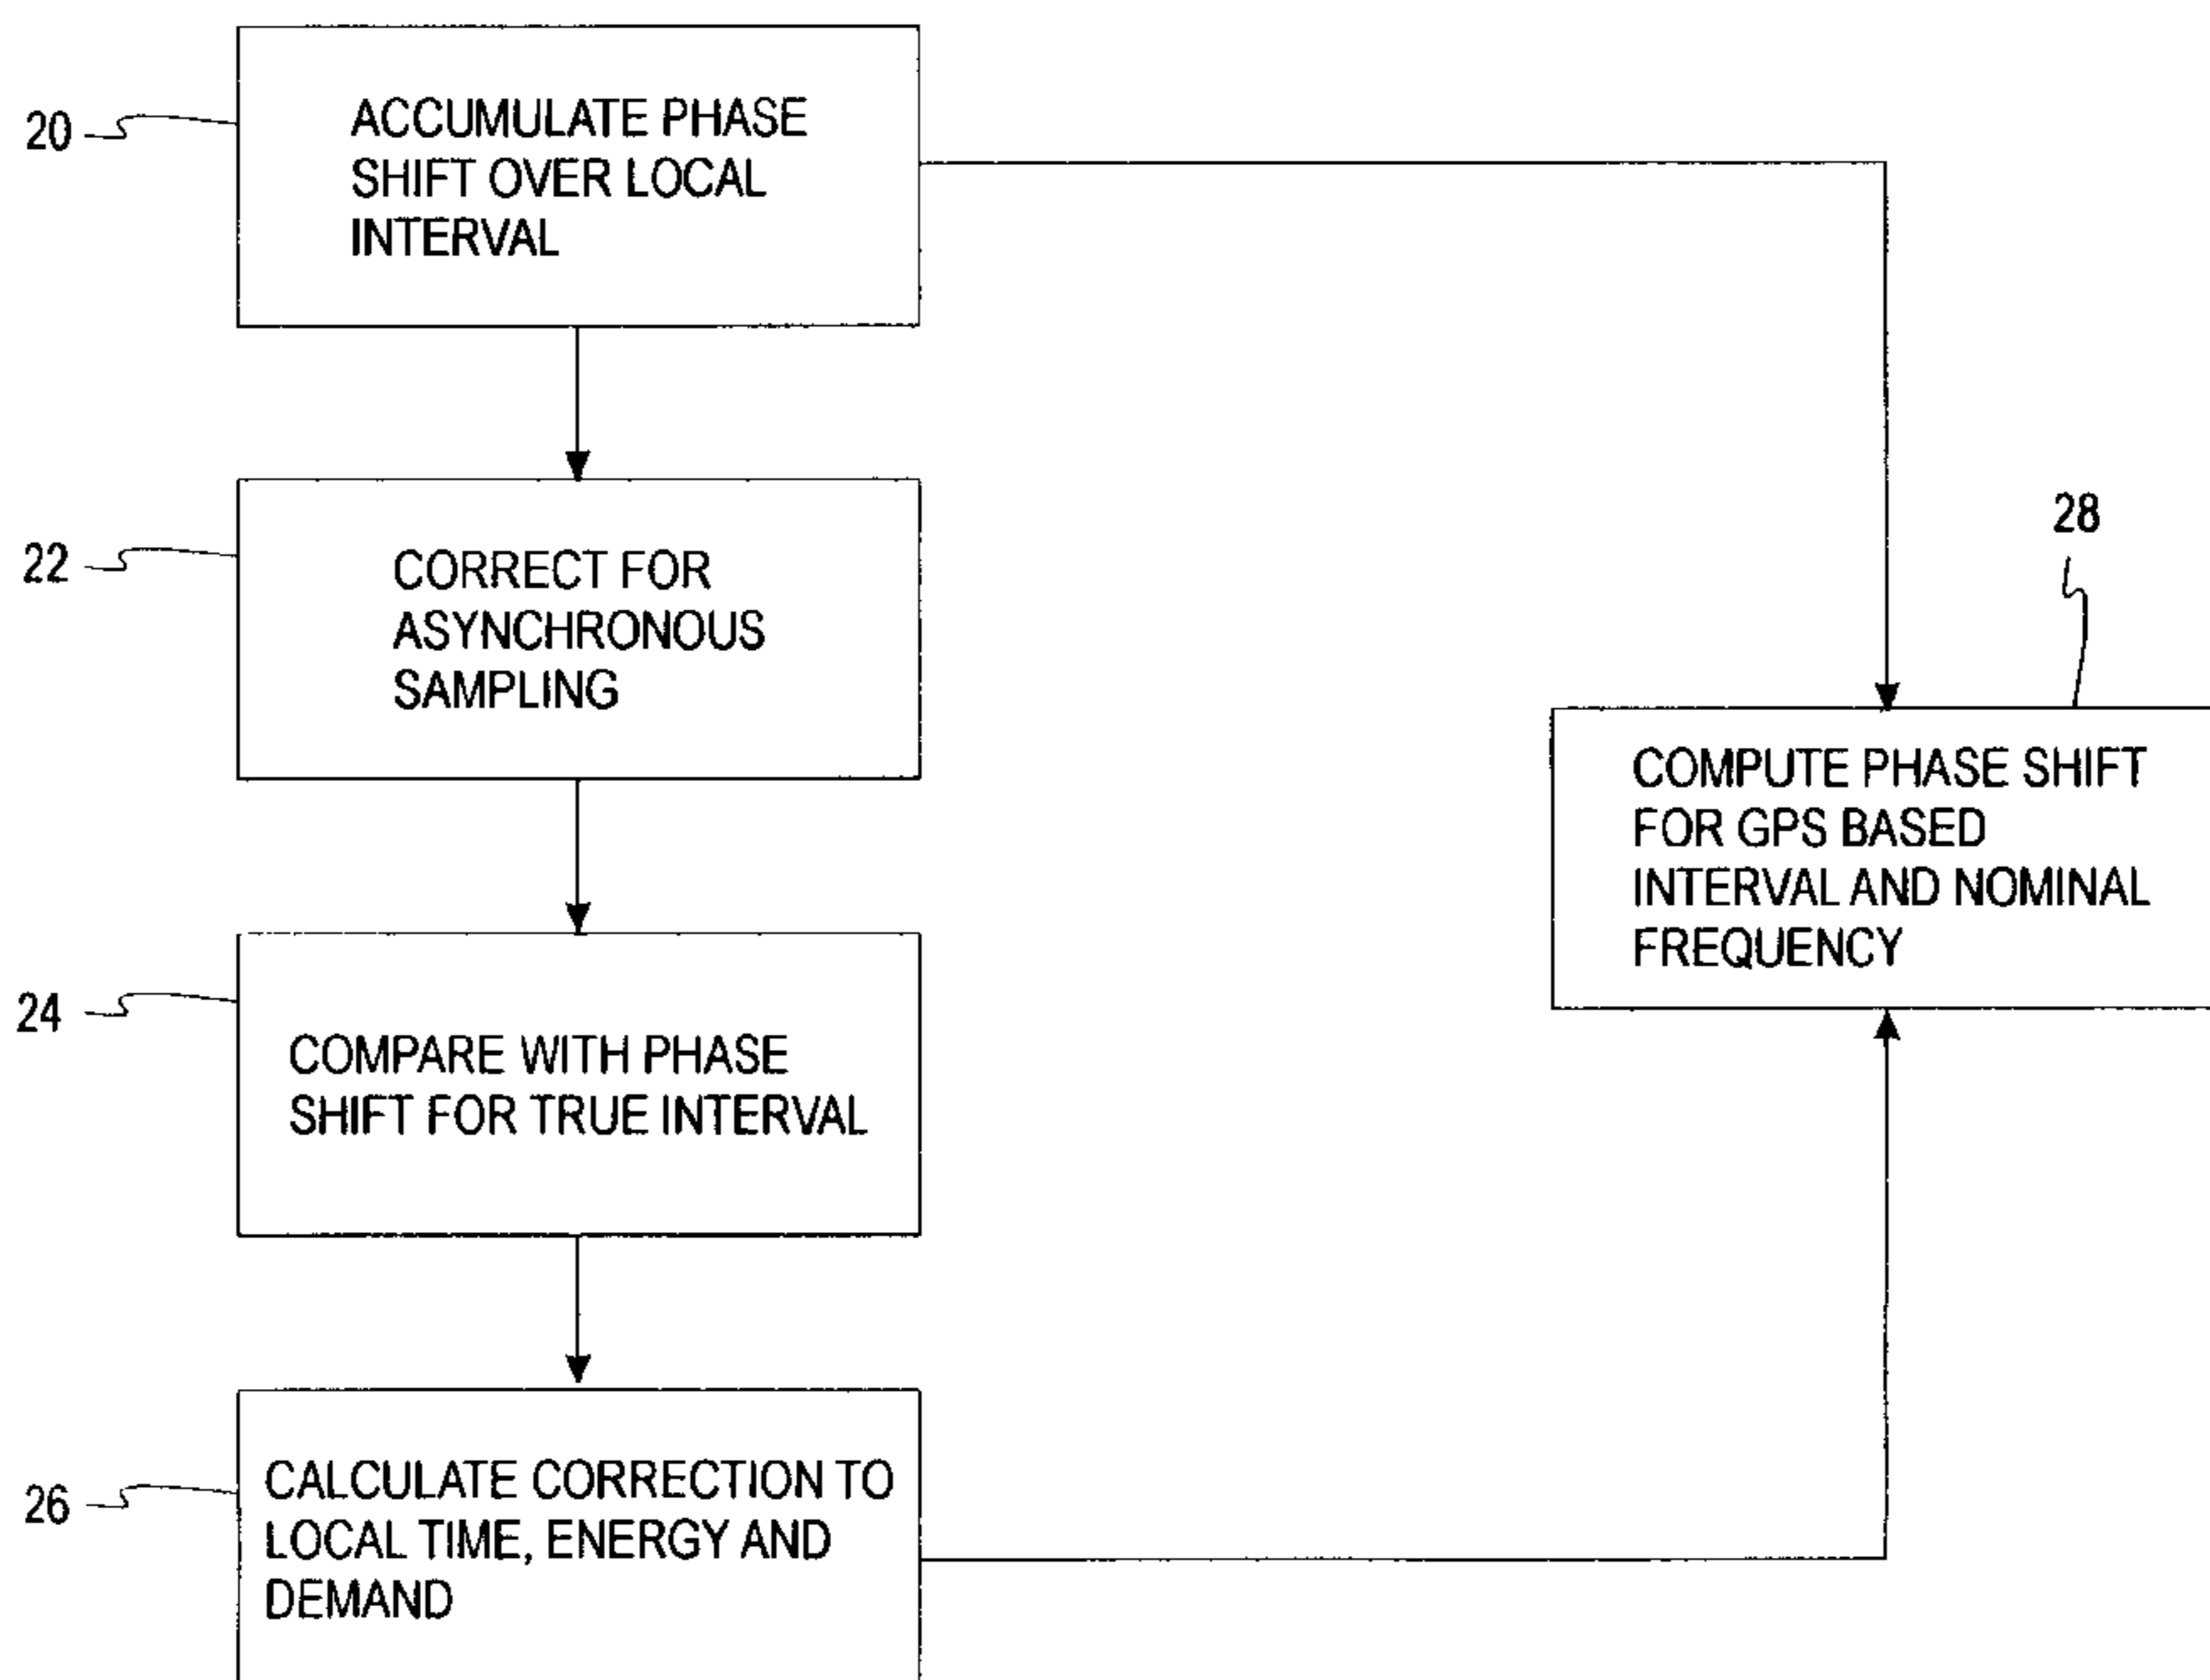 20
ACCUMULATE PHASE
SHIFT OVER LOCAL
INTERVAL
22
CORRECT FOR
ASYNCHRONOUS
SAMPLING
28
COMPUTE PHASE SHIFT
FOR GPS BASED
INTERVAL AND NOMINAL
FREQUENCY
24
COMPARE WITH PHASE
SHIFT FOR TRUE INTERVAL
26
CALCULATE CORRECTION TO
LOCAL TIME, ENERGY AND
DEMAND